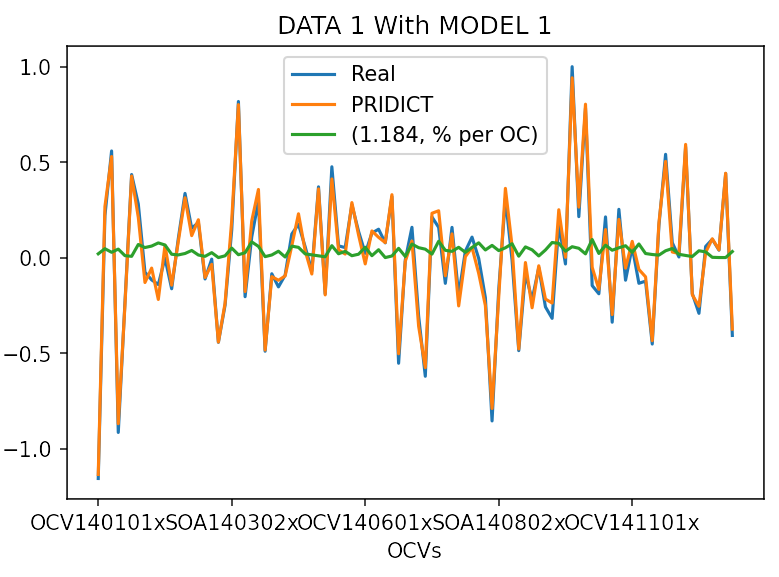 DATA 1 With MODEL 1
Real
PRIDICT
(1.184, % per OC)
1.0
0.5
0.0
−0.5
−1.0
OCV140101xSOA140302xOCV140601xSOA140802xOCV141101x
OCVs